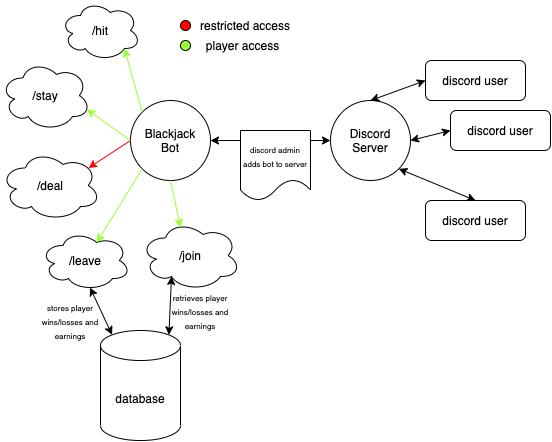 /hit
restricted access
player access
/stay
discord user
Blackjack
Bot
discord admin
adds bot to server
Discord
Server
discord user
/deal
discord user
/leave
/join
stores player
wins/losses and
earnings
retrieves player
wins/losses and
earnings
database